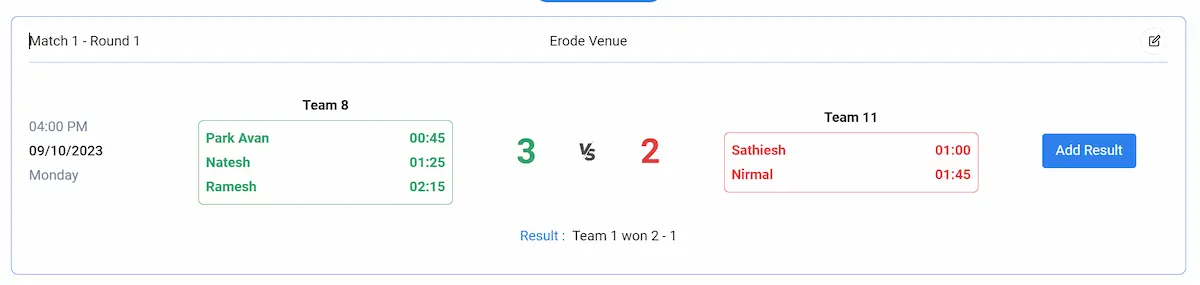 Match 1 - Round 1
Erode Venue
04:00 PM
09/10/2023
Monday
Team 8
Park Avan 00:45
Natesh 01:25
Ramesh 02:15
3 VS 2
Team 11
Sathiesh 01:00
Nirmal 01:45
Add Result
Result : Team 1 won 2 - 1